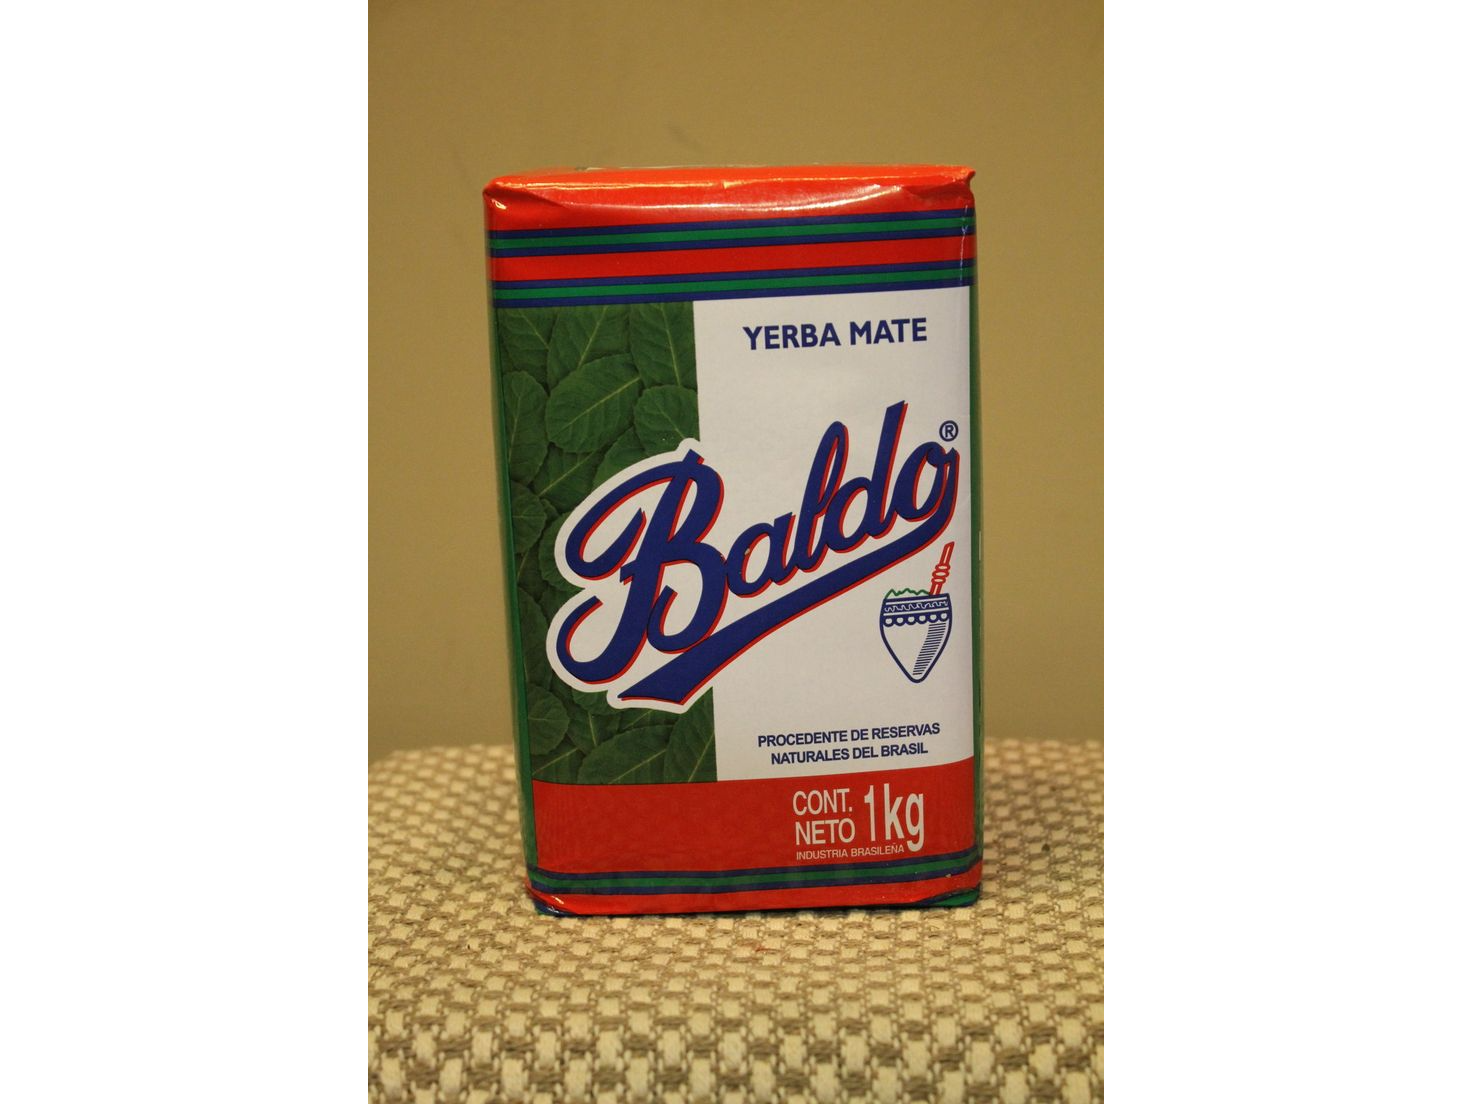 YERBA MATE
Baldo®
PROCEDENTE DE RESERVAS
NATURALES DEL BRASIL
CONT.
NETO 1kg
INDUSTRIA BRASILEÑA